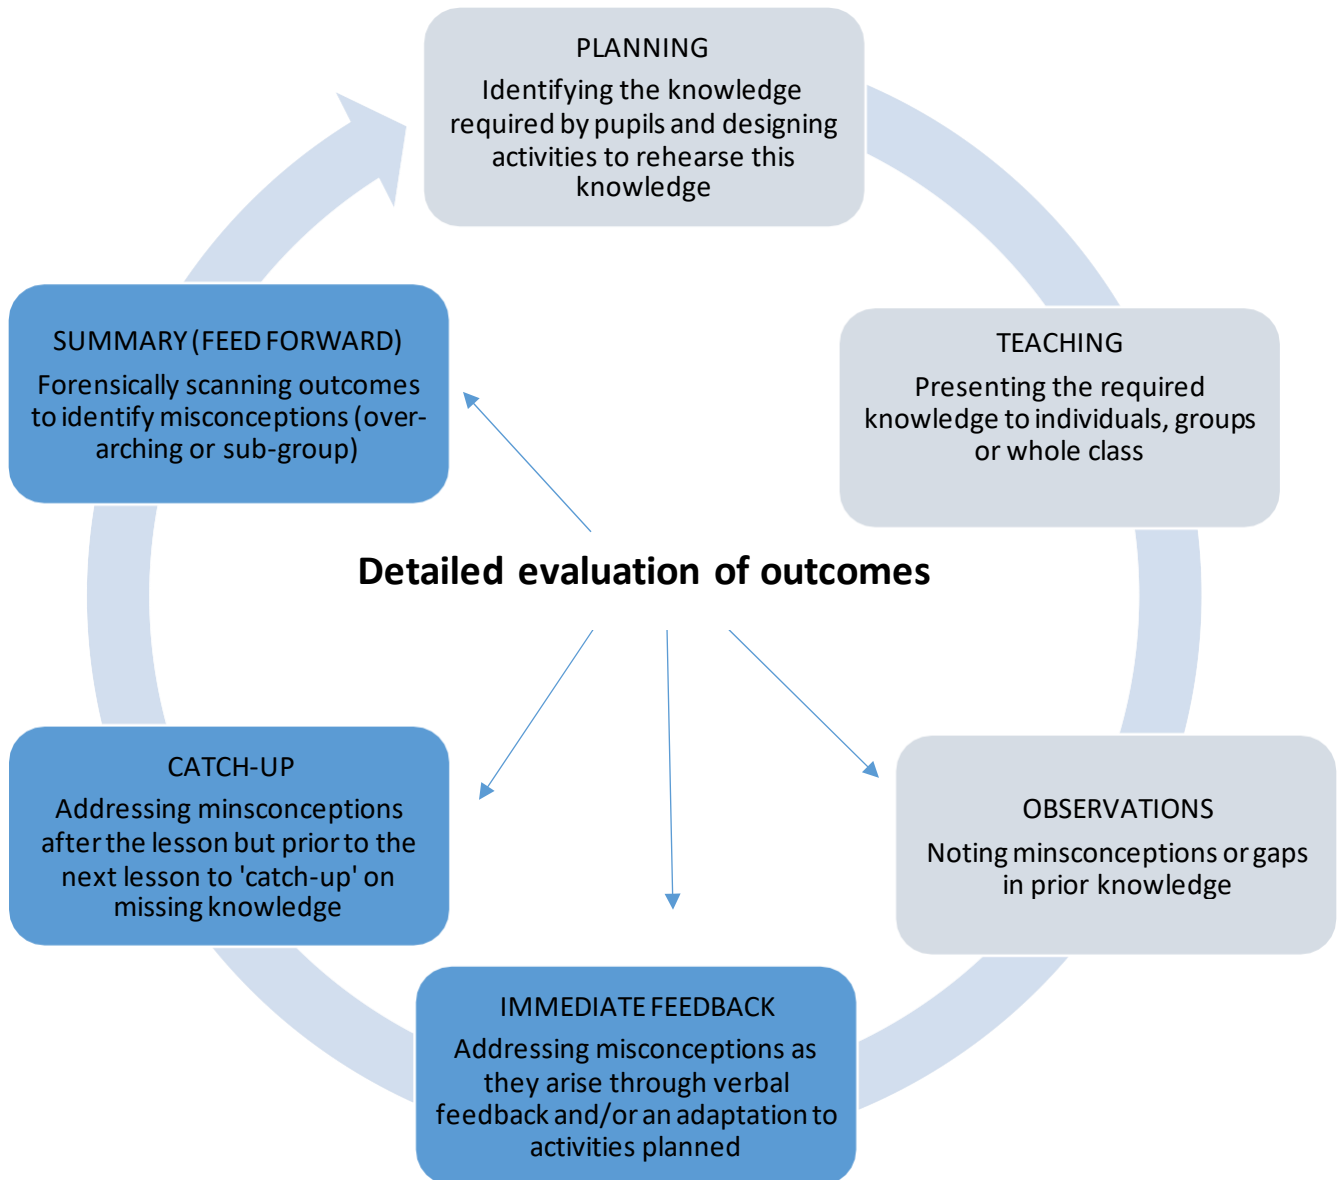 PLANNING
Identifying the knowledge
required by pupils and designing
activities to rehearse this
knowledge
TEACHING
Presenting the required
knowledge to individuals, groups
or whole class
OBSERVATIONS
Noting minsconceptions or gaps
in prior knowledge
IMMEDIATE FEEDBACK
Addressing misconceptions as
they arise through verbal
feedback and/or an adaptation to
activities planned
CATCH-UP
Addressing minsconceptions
after the lesson but prior to the
next lesson to 'catch-up' on
missing knowledge
SUMMARY (FEED FORWARD)
Forensically scanning outcomes
to identify misconceptions (over-
arching or sub-group)
Detailed evaluation of outcomes